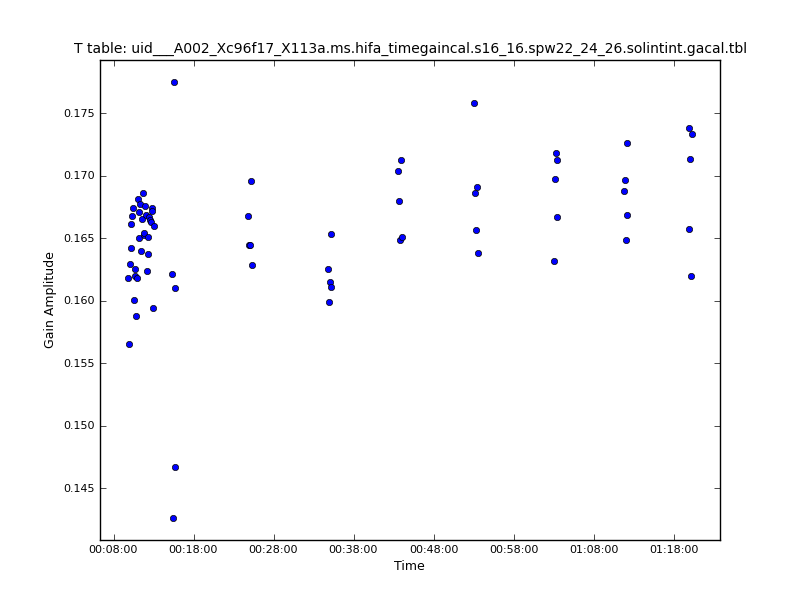 T table: uid___A002_Xc96f17_X113a.ms.hifa_timegaincal.s16_16.spw22_24_26.solintint.gacal.tbl
0.175
0.170
0.165
0.160
0.155
0.150
0.145
Gain Amplitude
00:08:00 00:18:00 00:28:00 00:38:00 00:48:00 00:58:00 01:08:00 01:18:00
Time